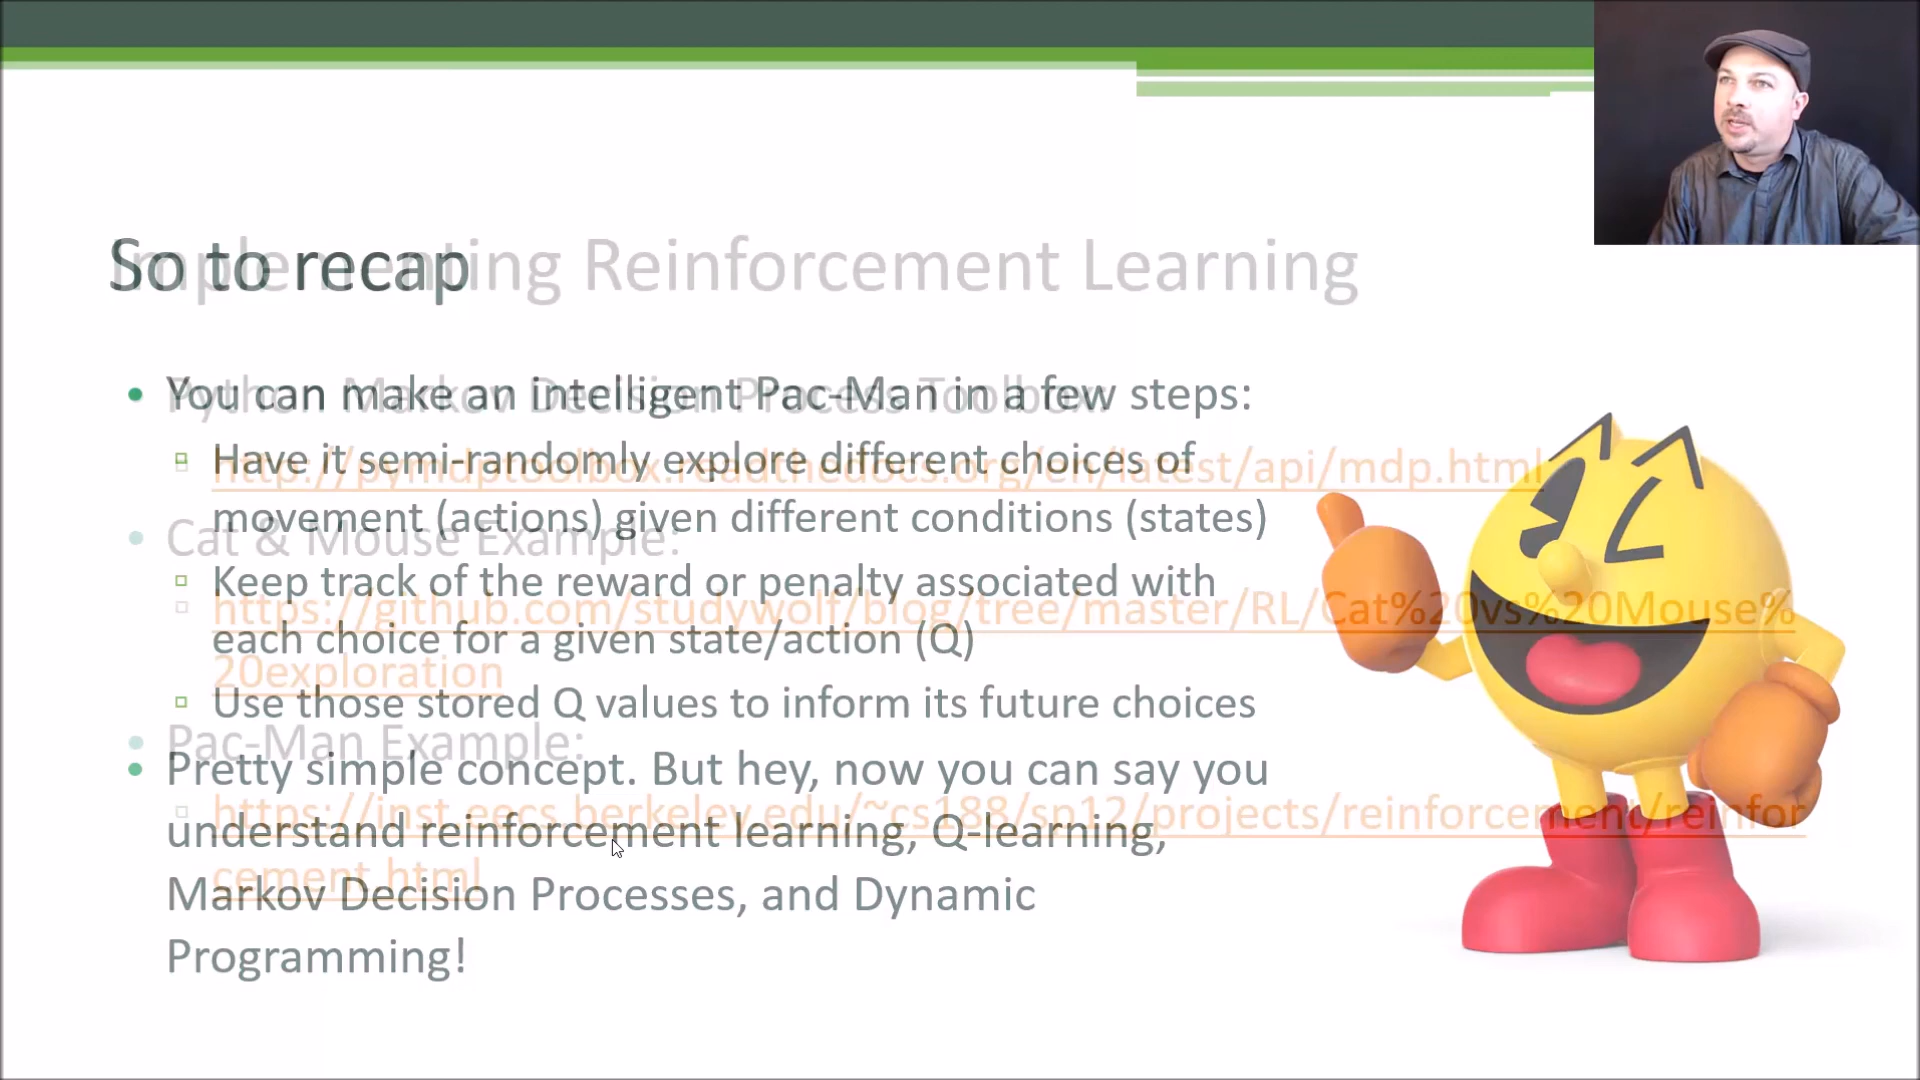 So to recap
Implementing Reinforcement Learning
• You can make an intelligent Pac-Man in a few steps:
▫ Have it semi-randomly explore different choices of
movement (actions) given different conditions (states)
▫ Keep track of the reward or penalty associated with
each choice for a given state/action (Q)
▫ Use those stored Q values to inform its future choices
• Pretty simple concept. But hey, now you can say you
understand reinforcement learning, Q-learning,
Markov Decision Processes, and Dynamic
Programming!
• Python Markov Decision Process Toolbox:
▫ http://pymdptoolbox.readthedocs.org/en/latest/api/mdp.html
• Cat & Mouse Example:
▫ https://github.com/studywolf/blog/tree/master/RL/Cat%20vs%20Mouse%
20exploration
• Pac-Man Example:
▫ https://inst.eecs.berkeley.edu/~cs188/sp12/projects/reinforcement/reinfor
cement.html